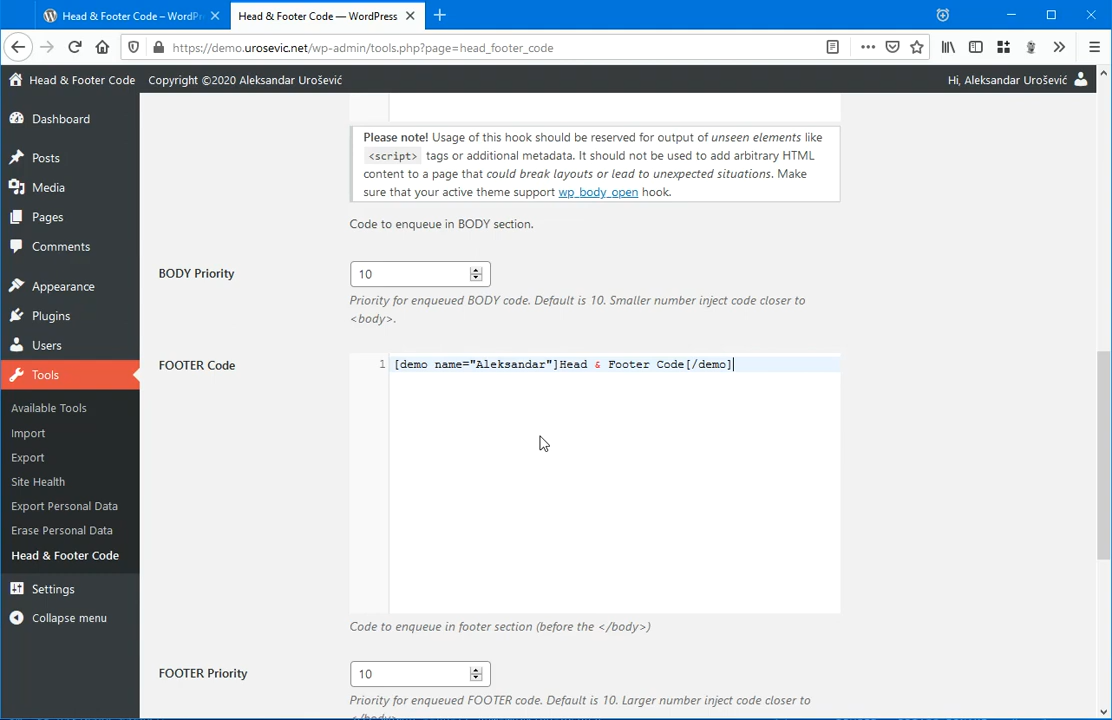 Head & Footer Code – WordPr
Head & Footer Code — WordPress
https://demo.urosevic.net/wp-admin/tools.php?page=head_footer_code
Head & Footer Code
Copyright ©2020 Aleksandar Urošević
Hi, Aleksandar Urošević
Dashboard
Posts
Media
Pages
Comments
Appearance
Plugins
Users
Tools
Available Tools
Import
Export
Site Health
Export Personal Data
Erase Personal Data
Head & Footer Code
Settings
Collapse menu
Please note! Usage of this hook should be reserved for output of unseen elements like
<script> tags or additional metadata. It should not be used to add arbitrary HTML
content to a page that could break layouts or lead to unexpected situations. Make
sure that your active theme support wp_body_open hook.
Code to enqueue in BODY section.
BODY Priority
10
Priority for enqueued BODY code. Default is 10. Smaller number inject code closer to
<body>.
FOOTER Code
1
[demo name="Aleksandar"]Head & Footer Code[/demo]
Code to enqueue in footer section (before the </body>)
FOOTER Priority
10
Priority for enqueued FOOTER code. Default is 10. Larger number inject code closer to
</body>